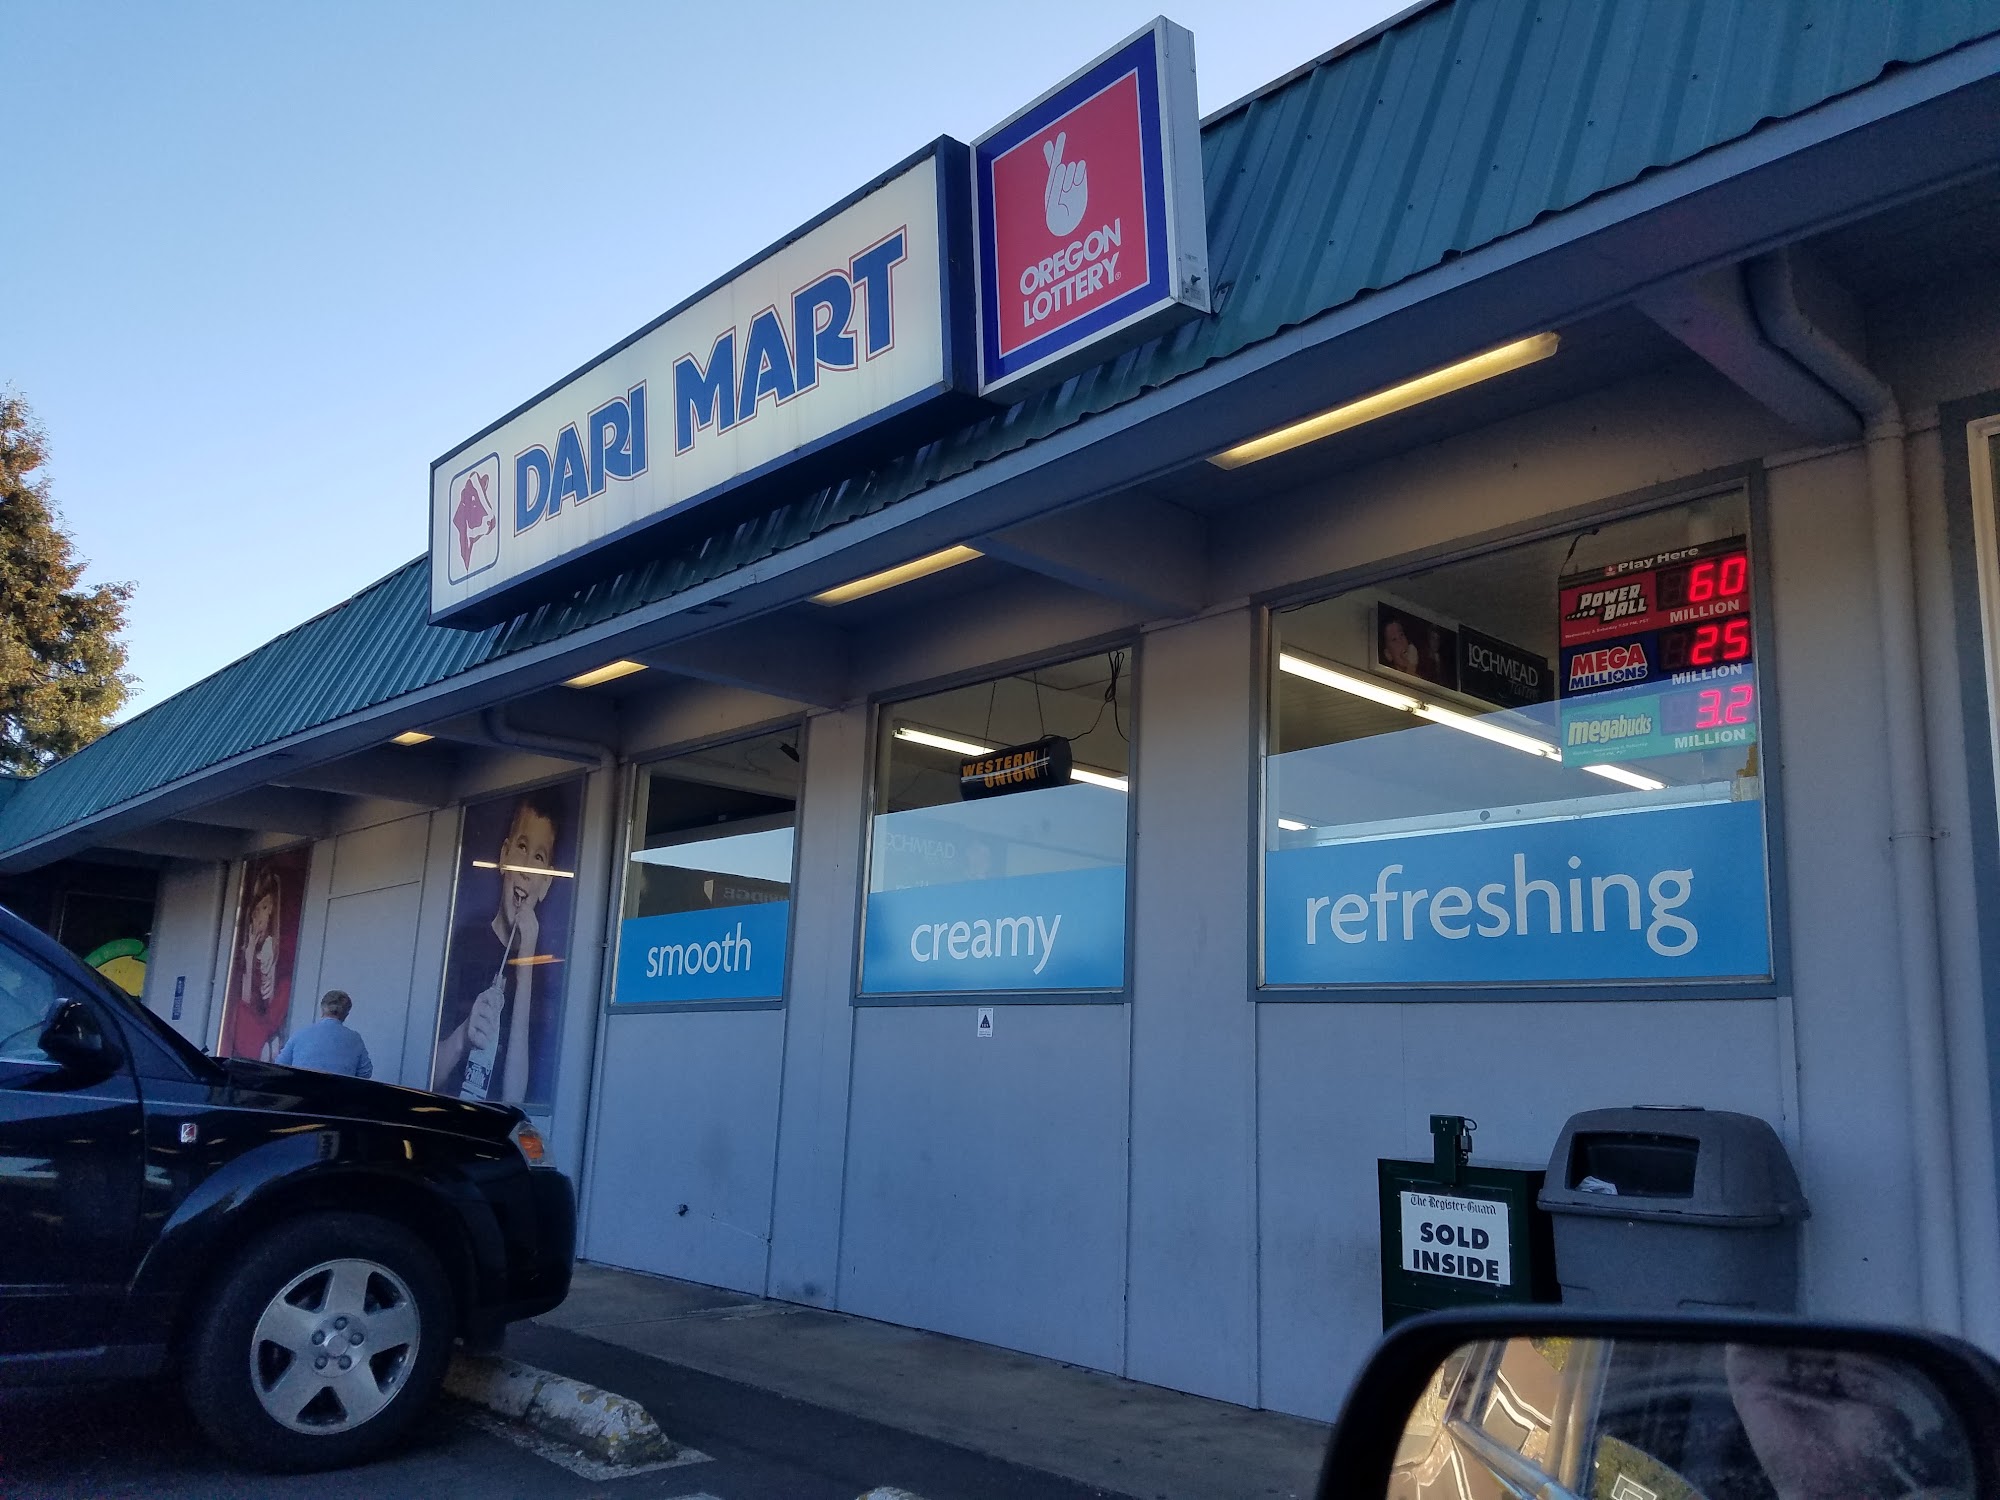 DARI MART
OREGON
LOTTERY
Play Here
POWER
BALL
60
MILLION
MEGA
MILLIONS
25
MILLION
megabucks
3.2
MILLION
LOCHMEAD
farms
WESTERN
UNION
smooth
creamy
refreshing
The Register-Guard
SOLD
INSIDE